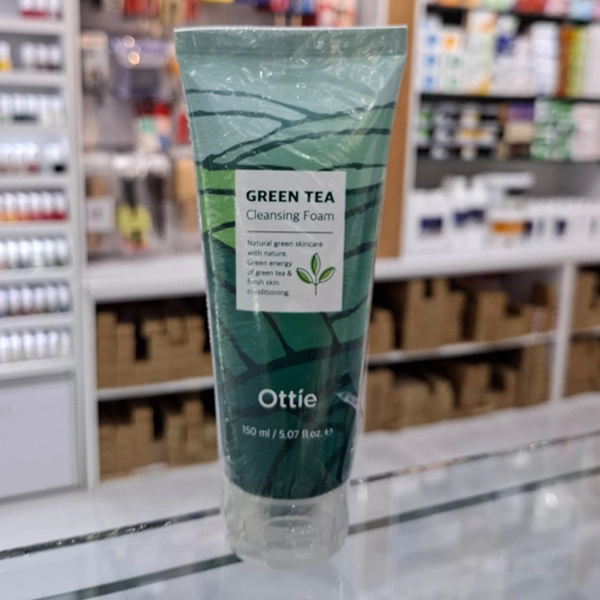 GREEN TEA
Cleansing Foam
Natural green skincare
with nature.
Green energy
of green tea &
fresh skin
conditioning.
Ottie
150 ml / 5.07 fl.oz. ℮